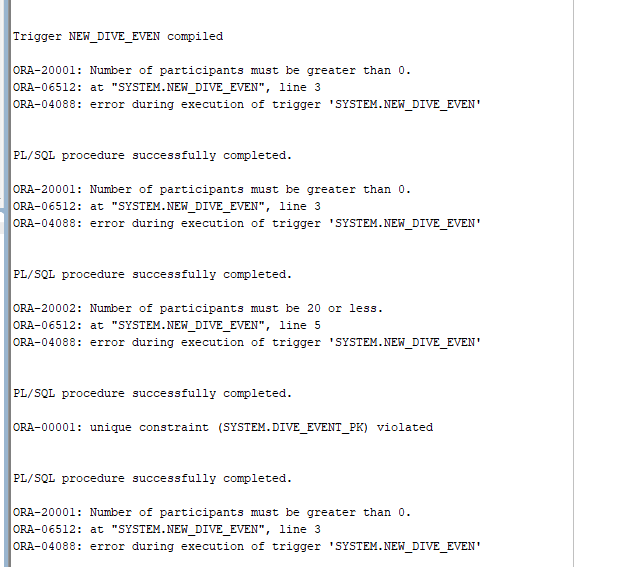 Trigger NEW_DIVE_EVEN compiled
ORA-20001: Number of participants must be greater than 0.
ORA-06512: at "SYSTEM.NEW_DIVE_EVEN", line 3
ORA-04088: error during execution of trigger 'SYSTEM.NEW_DIVE_EVEN'
PL/SQL procedure successfully completed.
ORA-20001: Number of participants must be greater than 0.
ORA-06512: at "SYSTEM.NEW_DIVE_EVEN", line 3
ORA-04088: error during execution of trigger 'SYSTEM.NEW_DIVE_EVEN'
PL/SQL procedure successfully completed.
ORA-20002: Number of participants must be 20 or less.
ORA-06512: at "SYSTEM.NEW_DIVE_EVEN", line 5
ORA-04088: error during execution of trigger 'SYSTEM.NEW_DIVE_EVEN'
PL/SQL procedure successfully completed.
ORA-00001: unique constraint (SYSTEM.DIVE_EVENT_PK) violated
PL/SQL procedure successfully completed.
ORA-20001: Number of participants must be greater than 0.
ORA-06512: at "SYSTEM.NEW_DIVE_EVEN", line 3
ORA-04088: error during execution of trigger 'SYSTEM.NEW_DIVE_EVEN'